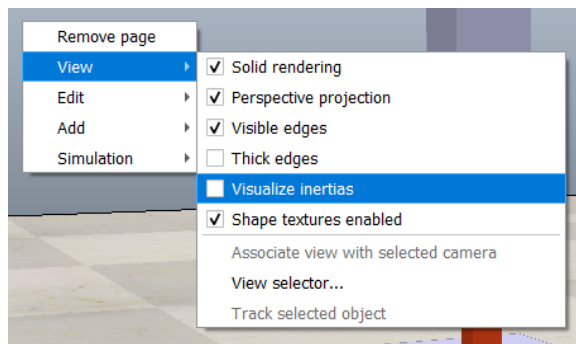 Remove page
View
Edit
Add
Simulation
Solid rendering
Perspective projection
Visible edges
Thick edges
Visualize inertias
Shape textures enabled
Associate view with selected camera
View selector...
Track selected object